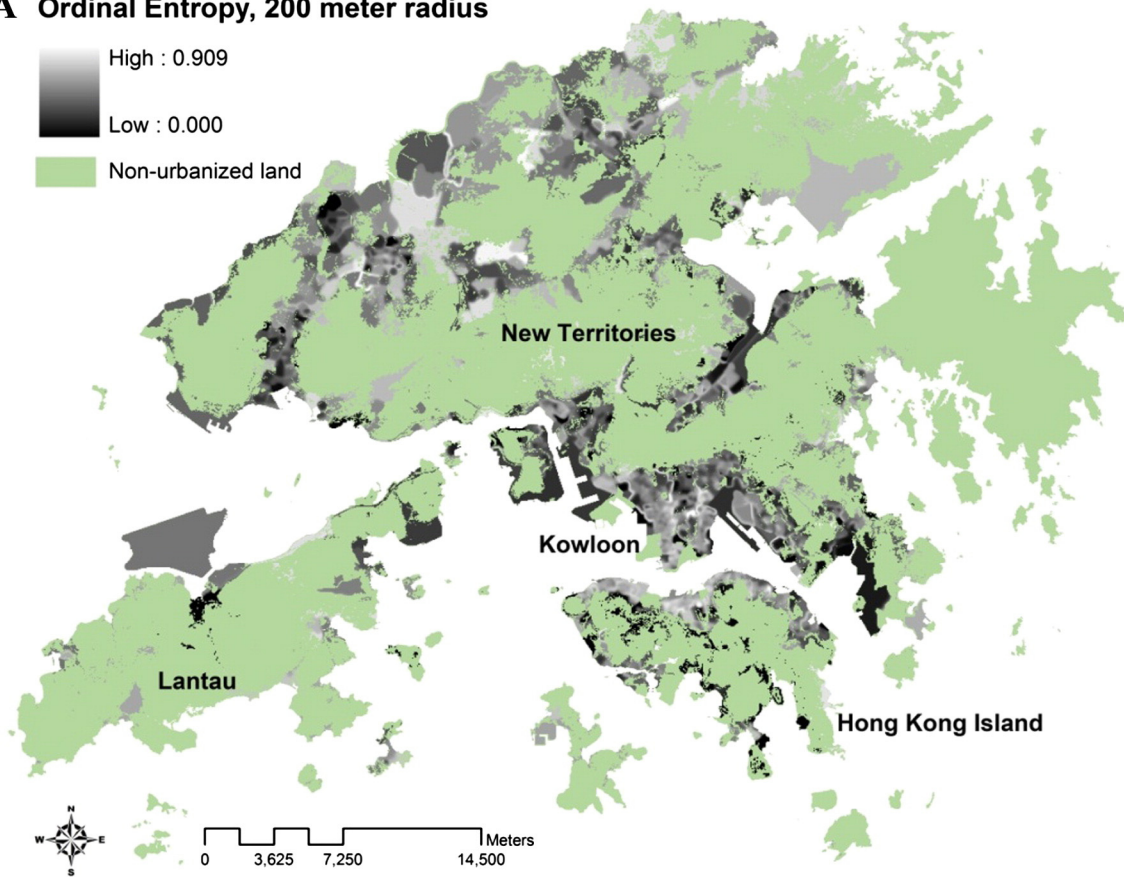 A Ordinal Entropy, 200 meter radius
High : 0.909
Low : 0.000
Non-urbanized land
New Territories
Kowloon
Lantau
Hong Kong Island
N
W E
S
Meters
0 3,625 7,250 14,500